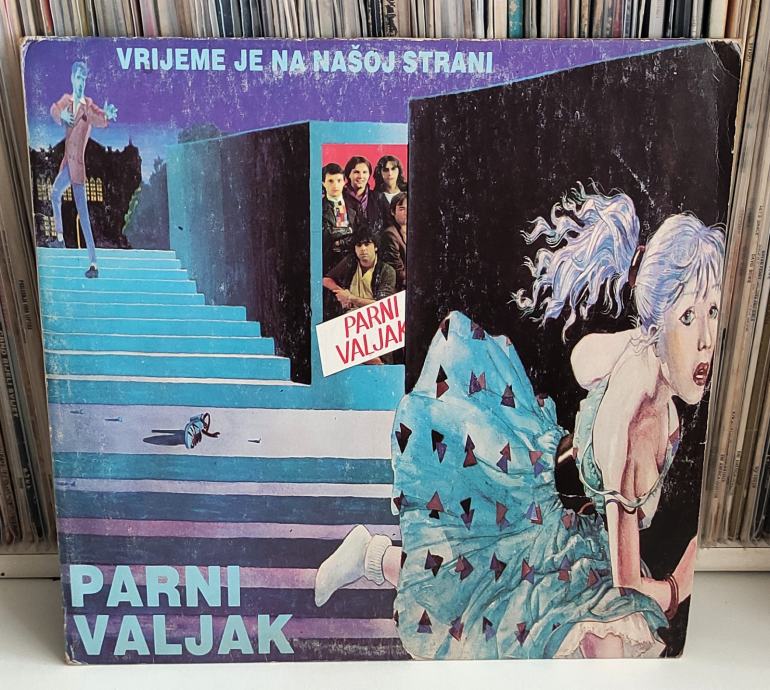 VRIJEME JE NA NAŠOJ STRANI
PARNI
VALJAK
PARNI
VALJAK